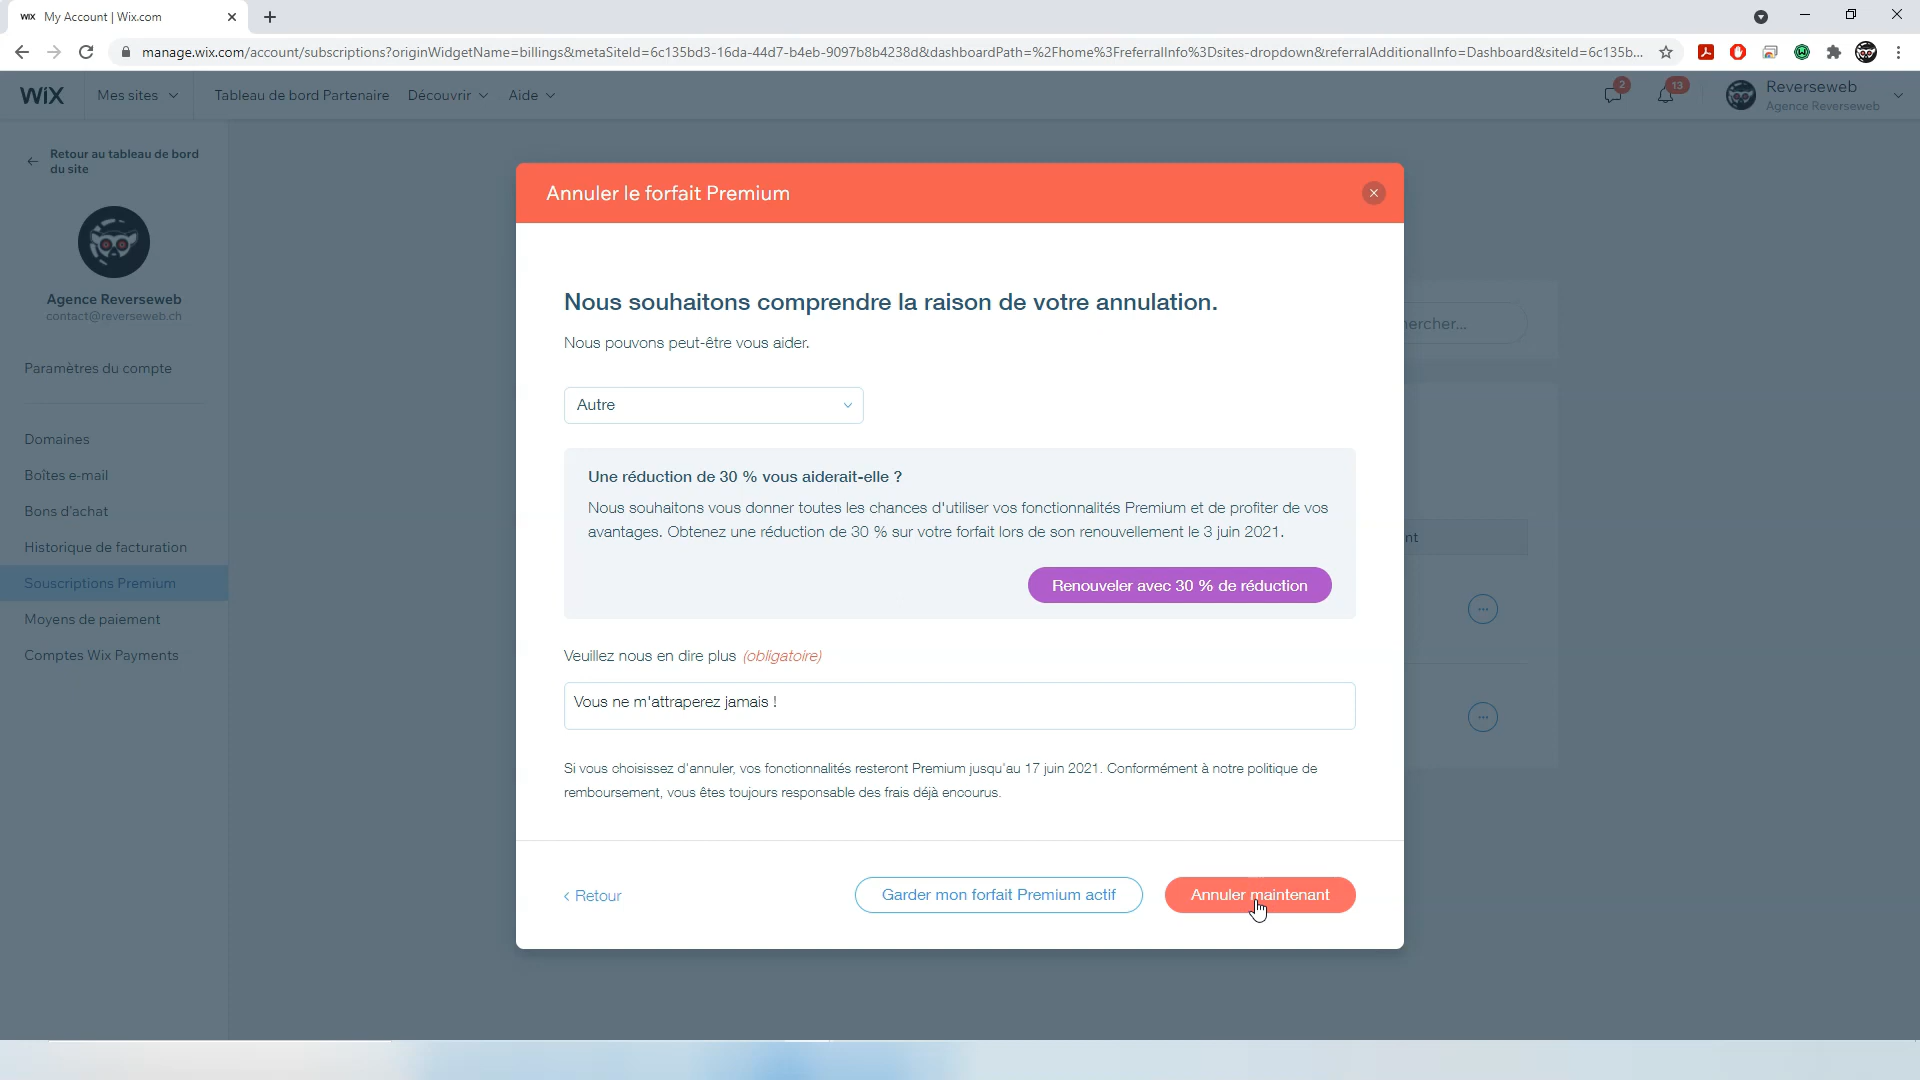 WiX My Account | Wix.com
manage.wix.com/account/subscriptions?originWidgetName=billings&metaSiteId=6c135bd3-16da-44d7-b4eb-9097b8b4238d&dashboardPath=%2Fhome%3FreferralInfo%3Dsites-dropdown&referralAdditionalInfo=Dashboard&siteId=6c135b...
WiX Mes sites Tableau de bord Partenaire Découvrir Aide 2 13 Reverseweb
Agence Reverseweb
Retour au tableau de bord
du site
Agence Reverseweb
contact@reverseweb.ch
Paramètres du compte
Domaines
Boîtes e-mail
Bons d'achat
Historique de facturation
Souscriptions Premium
Moyens de paiement
Comptes Wix Payments
Annuler le forfait Premium
Nous souhaitons comprendre la raison de votre annulation.
Nous pouvons peut-être vous aider.
Autre
Une réduction de 30 % vous aiderait-elle ?
Nous souhaitons vous donner toutes les chances d'utiliser vos fonctionnalités Premium et de profiter de vos
avantages. Obtenez une réduction de 30 % sur votre forfait lors de son renouvellement le 3 juin 2021.
Renouveler avec 30 % de réduction
Veuillez nous en dire plus (obligatoire)
Vous ne m'attraperez jamais !
Si vous choisissez d'annuler, vos fonctionnalités resteront Premium jusqu'au 17 juin 2021. Conformément à notre politique de
remboursement, vous êtes toujours responsable des frais déjà encourus.
< Retour
Garder mon forfait Premium actif
Annuler maintenant
hercher...
nt